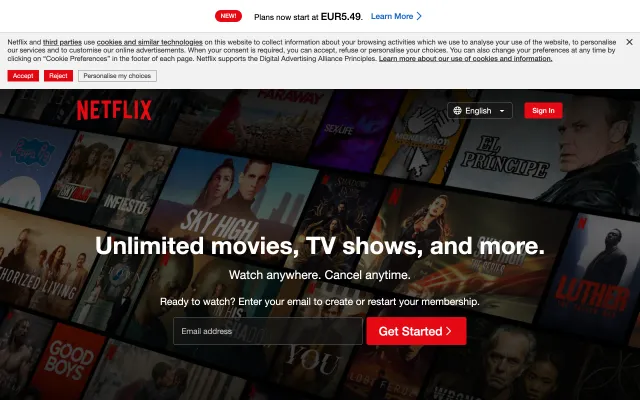 NEW!
Plans now start at EUR5.49. Learn More
Netflix and third parties use cookies and similar technologies on this website to collect information about your browsing activities which we use to analyse your use of the website, to personalise
our services and to customise our online advertisements. When your consent is required, you can accept, refuse or personalise your choices. You can also change your preferences at any time by
clicking on “Cookie Preferences” in the footer of each page. Netflix supports the Digital Advertising Alliance Principles. Learn more about our use of cookies and information.
Accept
Reject
Personalise my choices
NETFLIX
English
Sign In
FARAWAY
SEX/LIFE
EL
PRINCIPE
SKY
INFIESTO
SKY HIGH
SKY HIGH
THE SERIES
LUTHER
Unlimited movies, TV shows, and more.
Watch anywhere. Cancel anytime.
Ready to watch? Enter your email to create or restart your membership.
Email address
Get Started
GOOD
BOYS
YOU